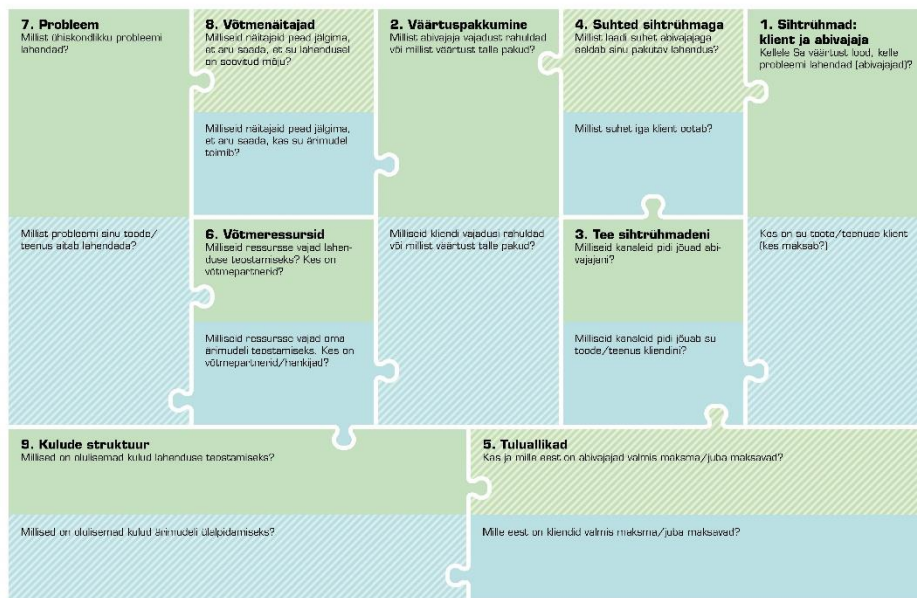 7. Probleem
Millist ühiskondlikku probleemi
lahendad?
8. Võtmenäitajad
Milliseid näitajaid pead jälgima,
et aru saada, et su lahendusel
on soovitud mõju?
2. Väärtuspakkumine
Millist abivajaja vajadust rahuldad
või millist väärtust talle pakud?
4. Suhted sihtrühmaga
Millist laadi suhet abivajajaga
eeldab sinu pakutav lahendus?
1. Sihtrühmad:
klient ja abivajaja
Kellele Sa väärtust lood, kelle
probleemi lahendad (abivajajad)?
Milliseid näitajaid pead jälgima,
et aru saada, kas su ärimudel
toimib?
Millist suhet iga klient ootab?
Millist probleemi sinu toode/
teenus aitab lahendada?
6. Võtmeressursid
Milliseid ressursse vajad lahen-
duse teostamiseks? Kes on
võtmepartnerid?
Milliseid kliendi vajadusi rahuldad
või millist väärtust talle pakud?
3. Tee sihtrühmadeni
Milliseid kanaleid pidi jõuad abi-
vajajani?
Kes on su toote/teenuse klient
(kes maksab?)
Milliseid ressursse vajad oma
ärimudeli teostamiseks. Kes on
võtmepartnerid/hankijad?
Milliseid kanaleid pidi jõuab su
toode/teenus kliendini?
9. Kulude struktuur
Millised on olulisemad kulud lahenduse teostamiseks?
5. Tuluallikad
Kas ja mille eest on abivajajad valmis maksma/juba maksavad?
Millised on olulisemad kulud ärimudeli ülalpidamiseks?
Mille eest on kliendid valmis maksma/juba maksavad?